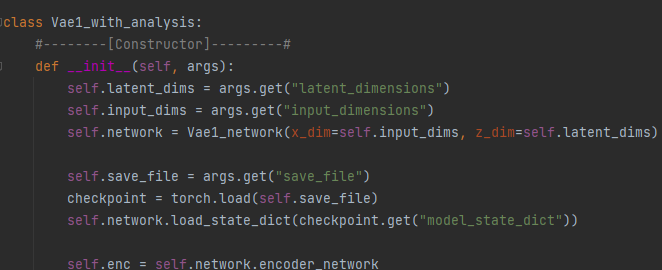 class Vae1_with_analysis:
#--------[Constructor]---------#
def __init__(self, args):
self.latent_dims = args.get("latent_dimensions")
self.input_dims = args.get("input_dimensions")
self.network = Vae1_network(x_dim=self.input_dims, z_dim=self.latent_dims)
self.save_file = args.get("save_file")
checkpoint = torch.load(self.save_file)
self.network.load_state_dict(checkpoint.get("model_state_dict"))
self.enc = self.network.encoder_network